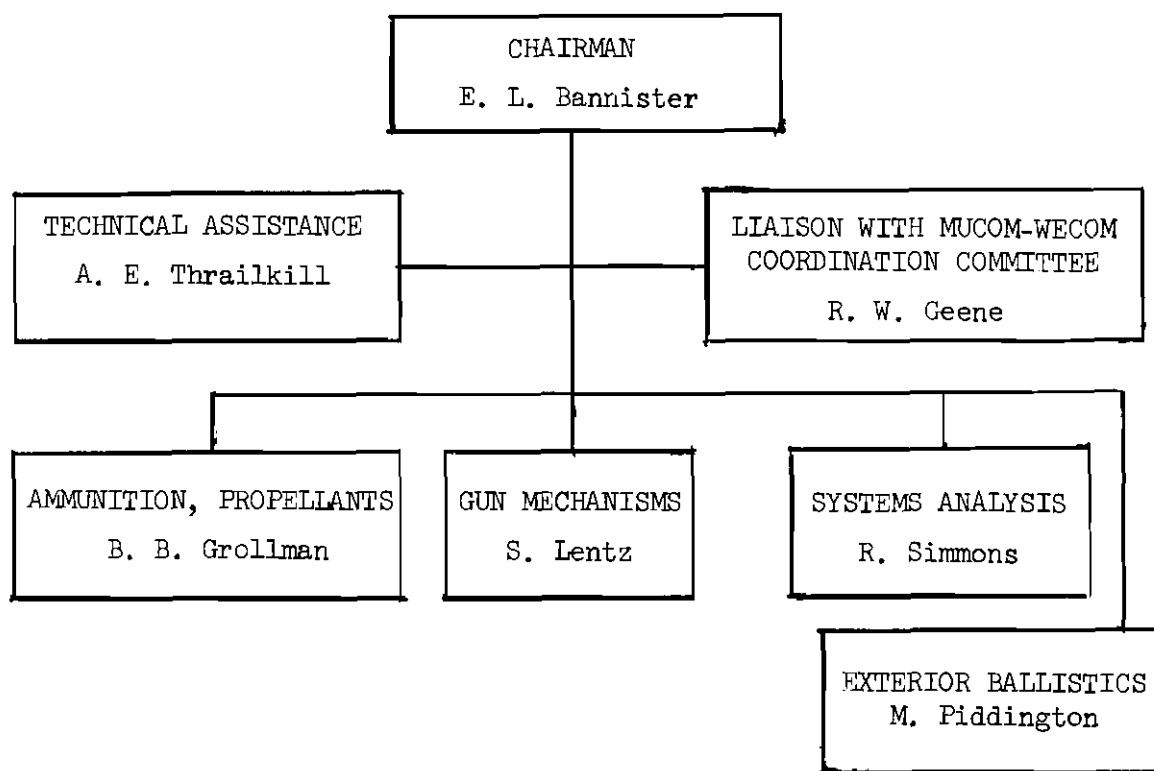 CHAIRMAN
E. L. Bannister
TECHNICAL ASSISTANCE
A. E. Thrailkill
LIAISON WITH MUCOM-WECOM
COORDINATION COMMITTEE
R. W. Geene
AMMUNITION, PROPELLANTS
B. B. Grollman
GUN MECHANISMS
S. Lentz
SYSTEMS ANALYSIS
R. Simmons
EXTERIOR BALLISTICS
M. Piddington